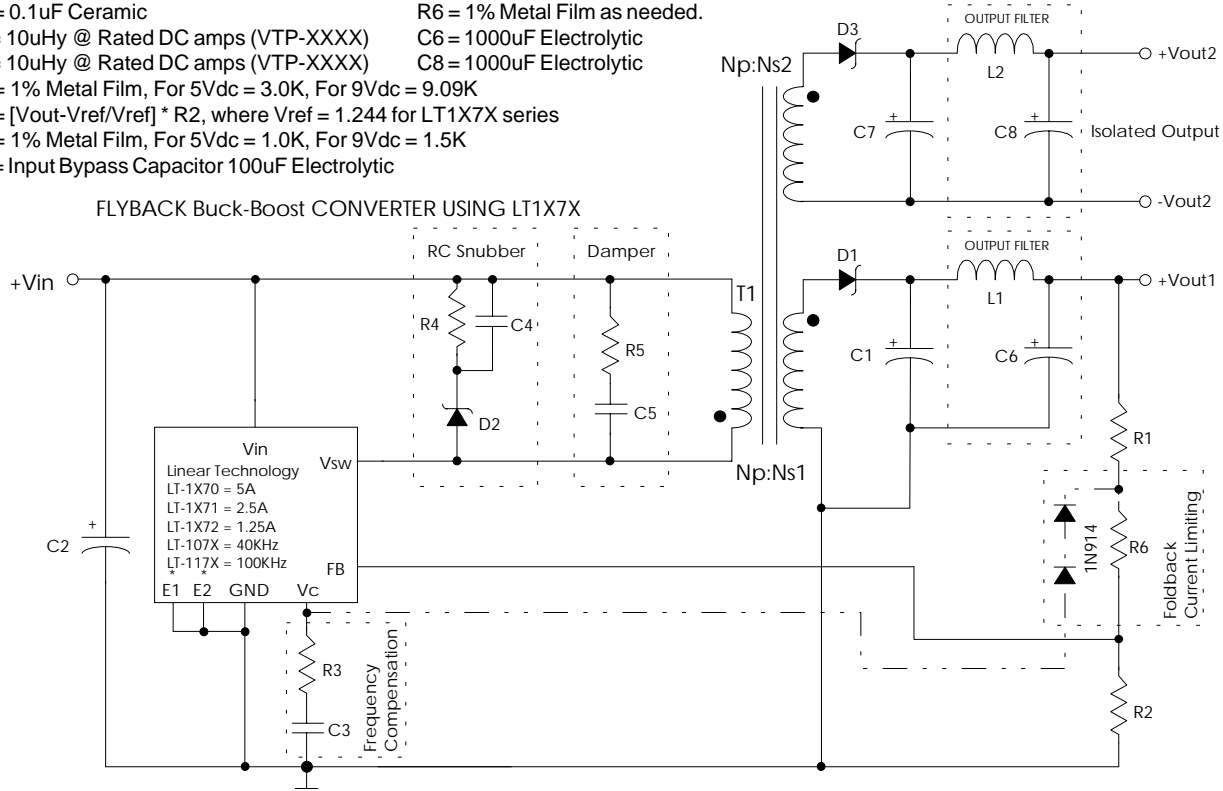 = 0.1uF Ceramic
R6 = 1% Metal Film as needed.
= 10uHy @ Rated DC amps (VTP-XXXX)
C6 = 1000uF Electrolytic
= 10uHy @ Rated DC amps (VTP-XXXX)
C8 = 1000uF Electrolytic
= 1% Metal Film, For 5Vdc = 3.0K, For 9Vdc = 9.09K
= [Vout-Vref/Vref] * R2, where Vref = 1.244 for LT1X7X series
= 1% Metal Film, For 5Vdc = 1.0K, For 9Vdc = 1.5K
= Input Bypass Capacitor 100uF Electrolytic
FLYBACK Buck-Boost CONVERTER USING LT1X7X
Np:Ns2
D3
OUTPUT FILTER
L2
+Vout2
C7
+
C8
+
Isolated Output
-Vout2
RC Snubber
Damper
D1
OUTPUT FILTER
L1
+Vin
+Vout1
T1
R4
C4
R5
C1
+
C6
+
D2
C5
R1
Np:Ns1
Vin
Vsw
Linear Technology
LT-1X70 = 5A
LT-1X71 = 2.5A
LT-1X72 = 1.25A
LT-107X = 40KHz
LT-117X = 100KHz
FB
* *
E1 E2 GND Vc
C2
+
1N914
R6
Foldback
Current Limiting
R3
C3
Frequency
Compensation
R2